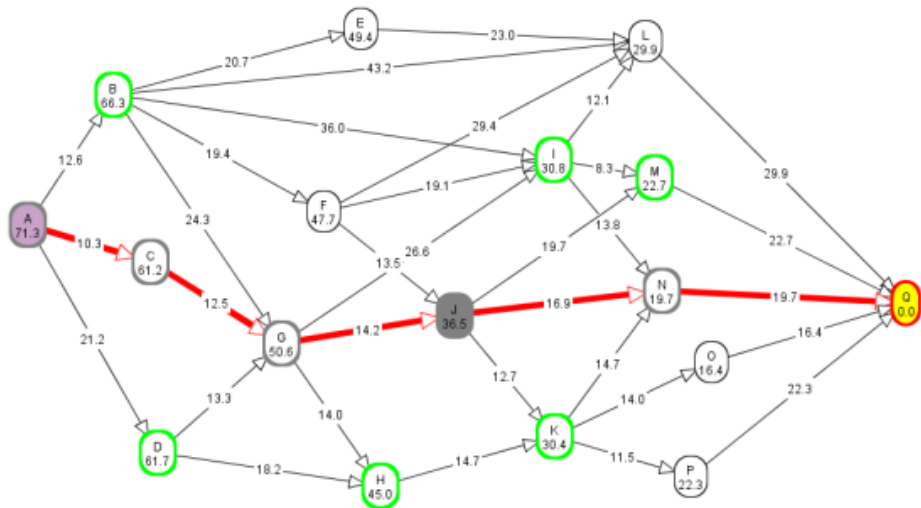 E
49.4
23.0
L
29.9
20.7
43.2
B
66.3
12.1
36.0
29.4
I
30.8
8.3
M
22.7
12.6
19.4
19.1
29.9
F
47.7
A
71.3
24.3
13.8
10.3
26.6
19.7
22.7
13.5
C
61.2
N
19.7
19.7
Q
0.0
12.5
J
36.5
16.9
14.2
G
50.6
16.4
21.2
O
16.4
12.7
14.7
13.3
22.3
14.0
14.0
K
30.4
D
61.7
14.7
11.5
18.2
H
45.0
P
22.3